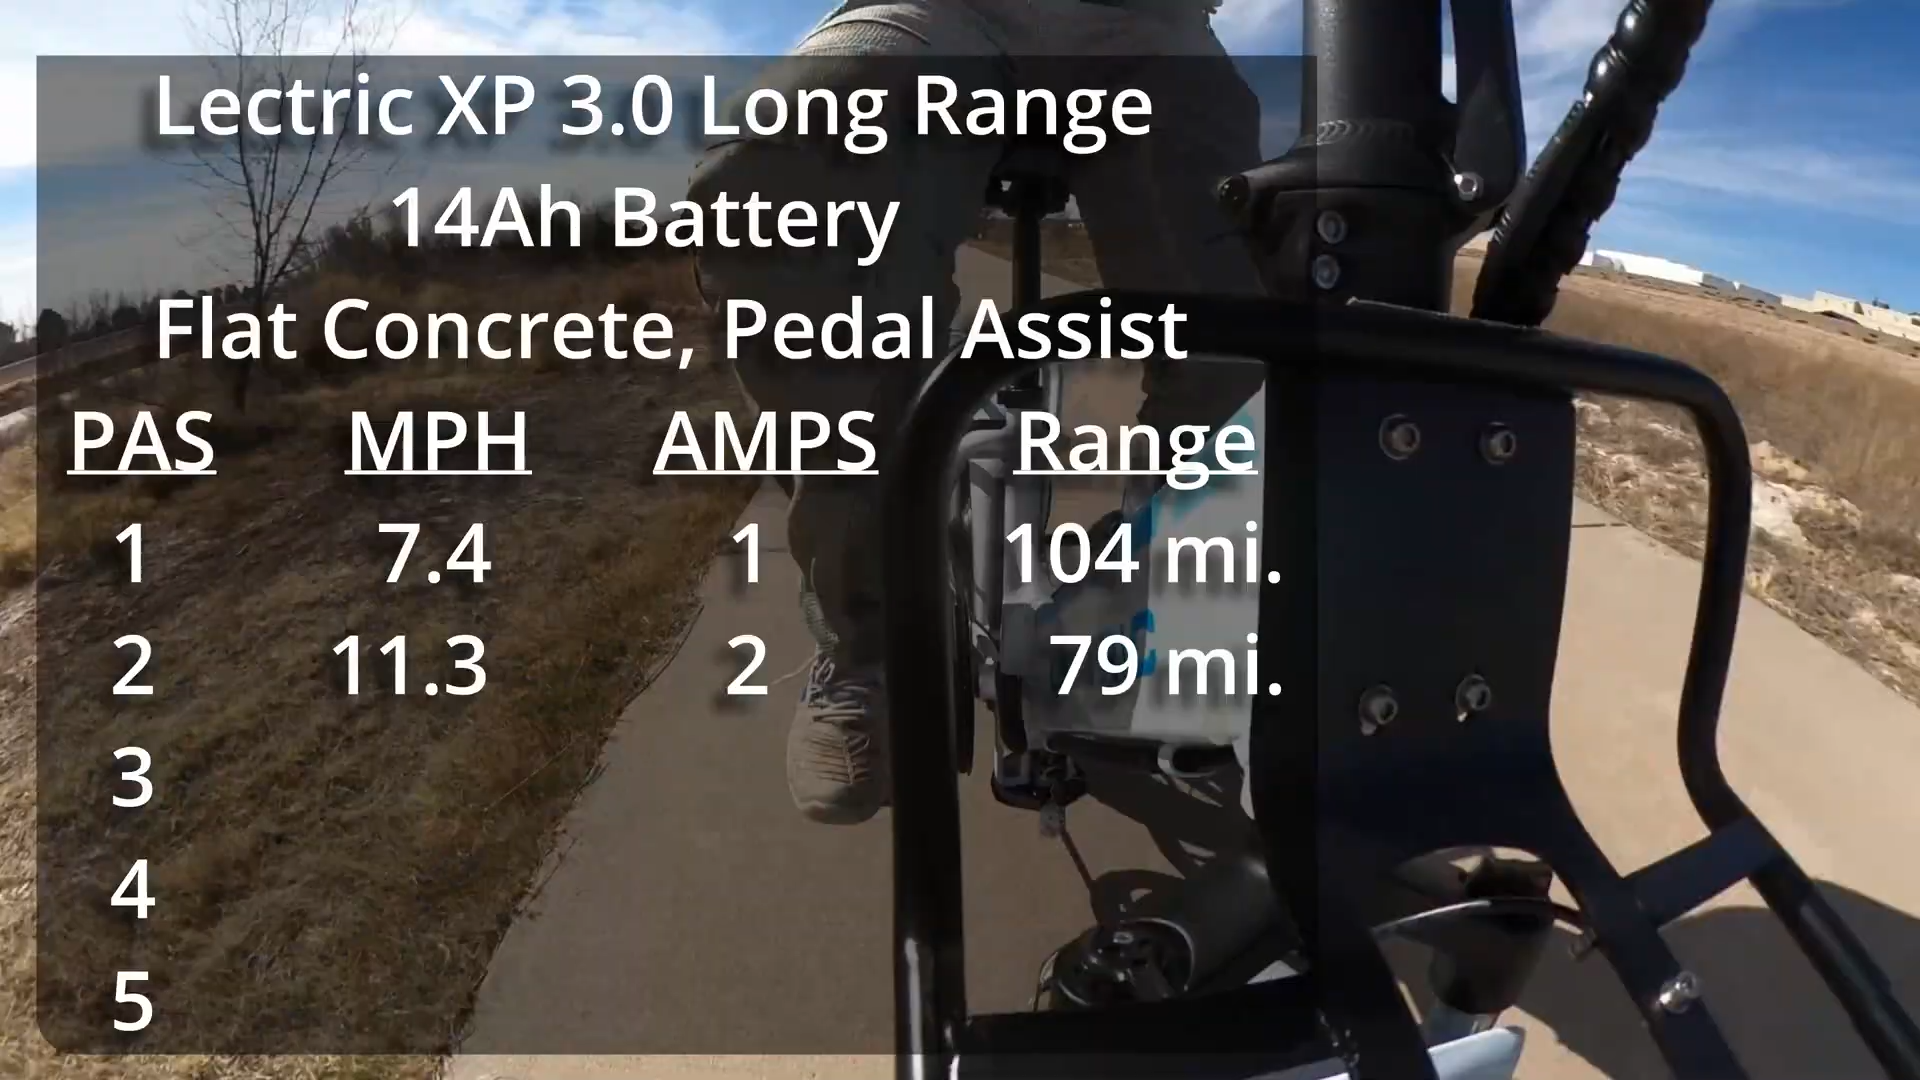 Lectric XP 3.0 Long Range
14Ah Battery
Flat Concrete, Pedal Assist
PAS MPH AMPS Range
1 7.4 1 104 mi.
2 11.3 2 79 mi.
3
4
5